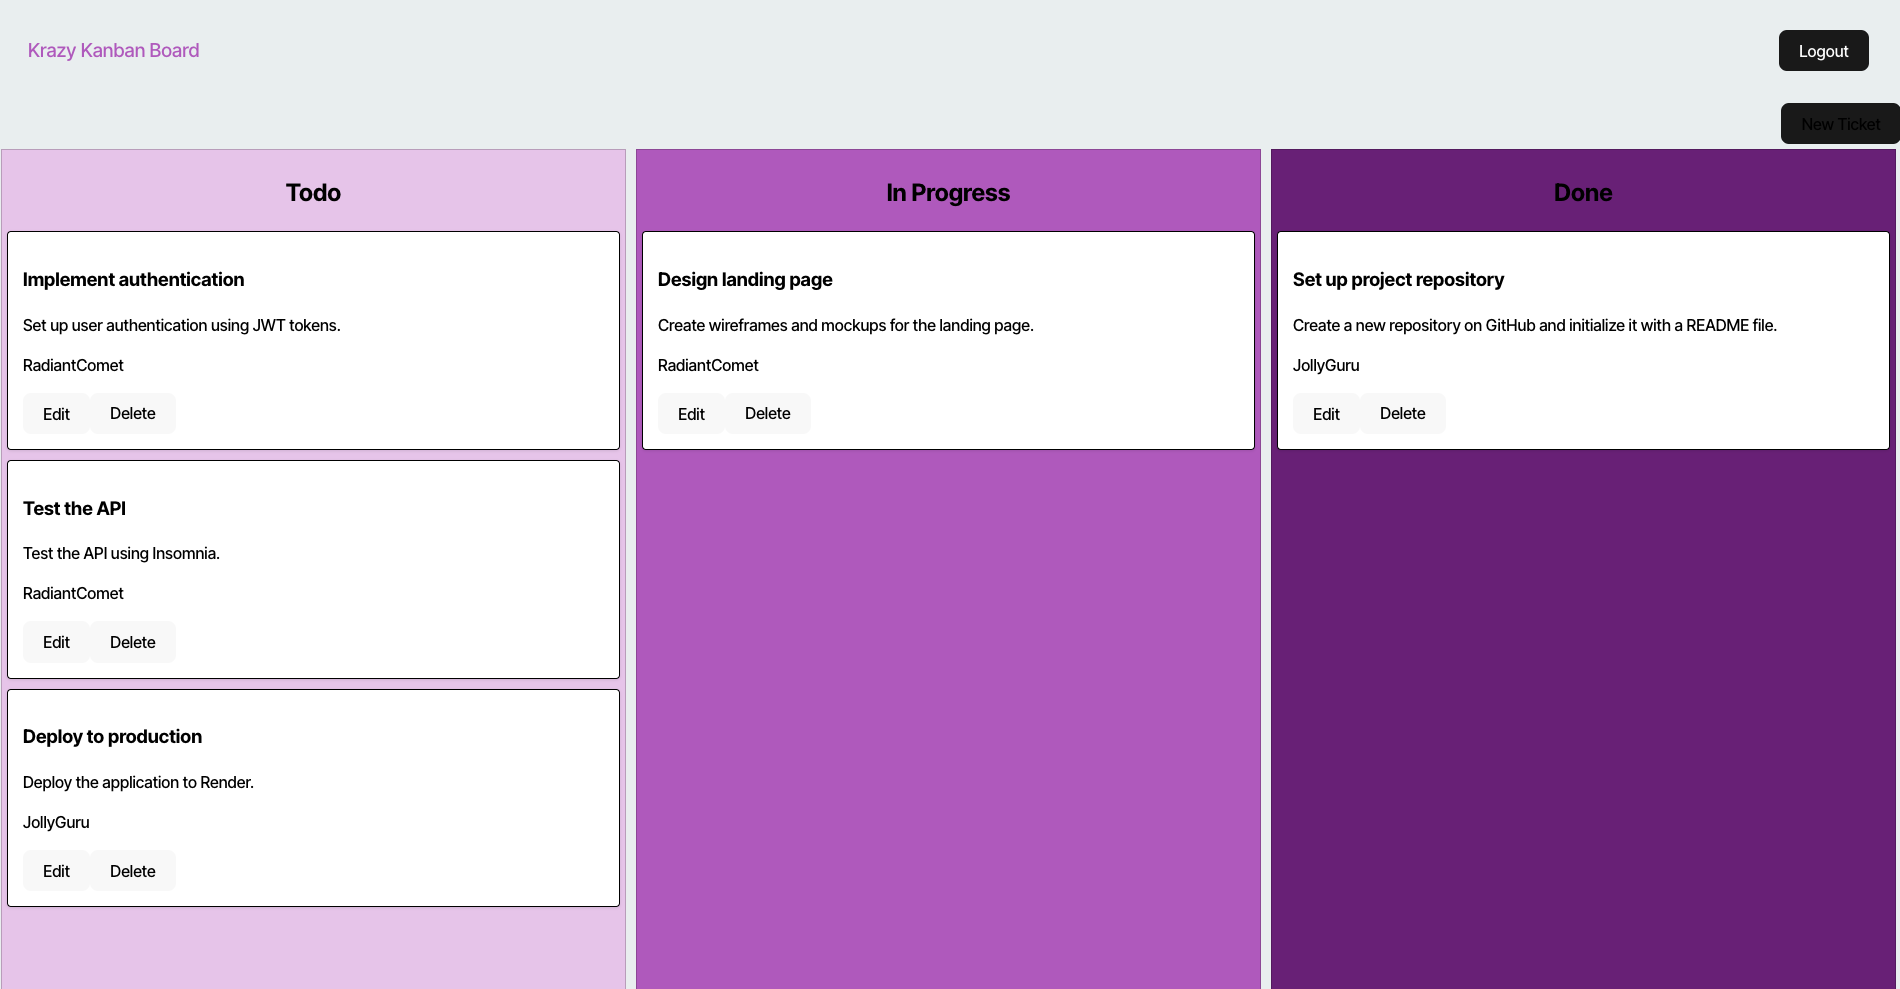 Krazy Kanban Board
Logout
New Ticket
Todo
Implement authentication
Set up user authentication using JWT tokens.
RadiantComet
Edit Delete
Test the API
Test the API using Insomnia.
RadiantComet
Edit Delete
Deploy to production
Deploy the application to Render.
JollyGuru
Edit Delete
In Progress
Design landing page
Create wireframes and mockups for the landing page.
RadiantComet
Edit Delete
Done
Set up project repository
Create a new repository on GitHub and initialize it with a README file.
JollyGuru
Edit Delete